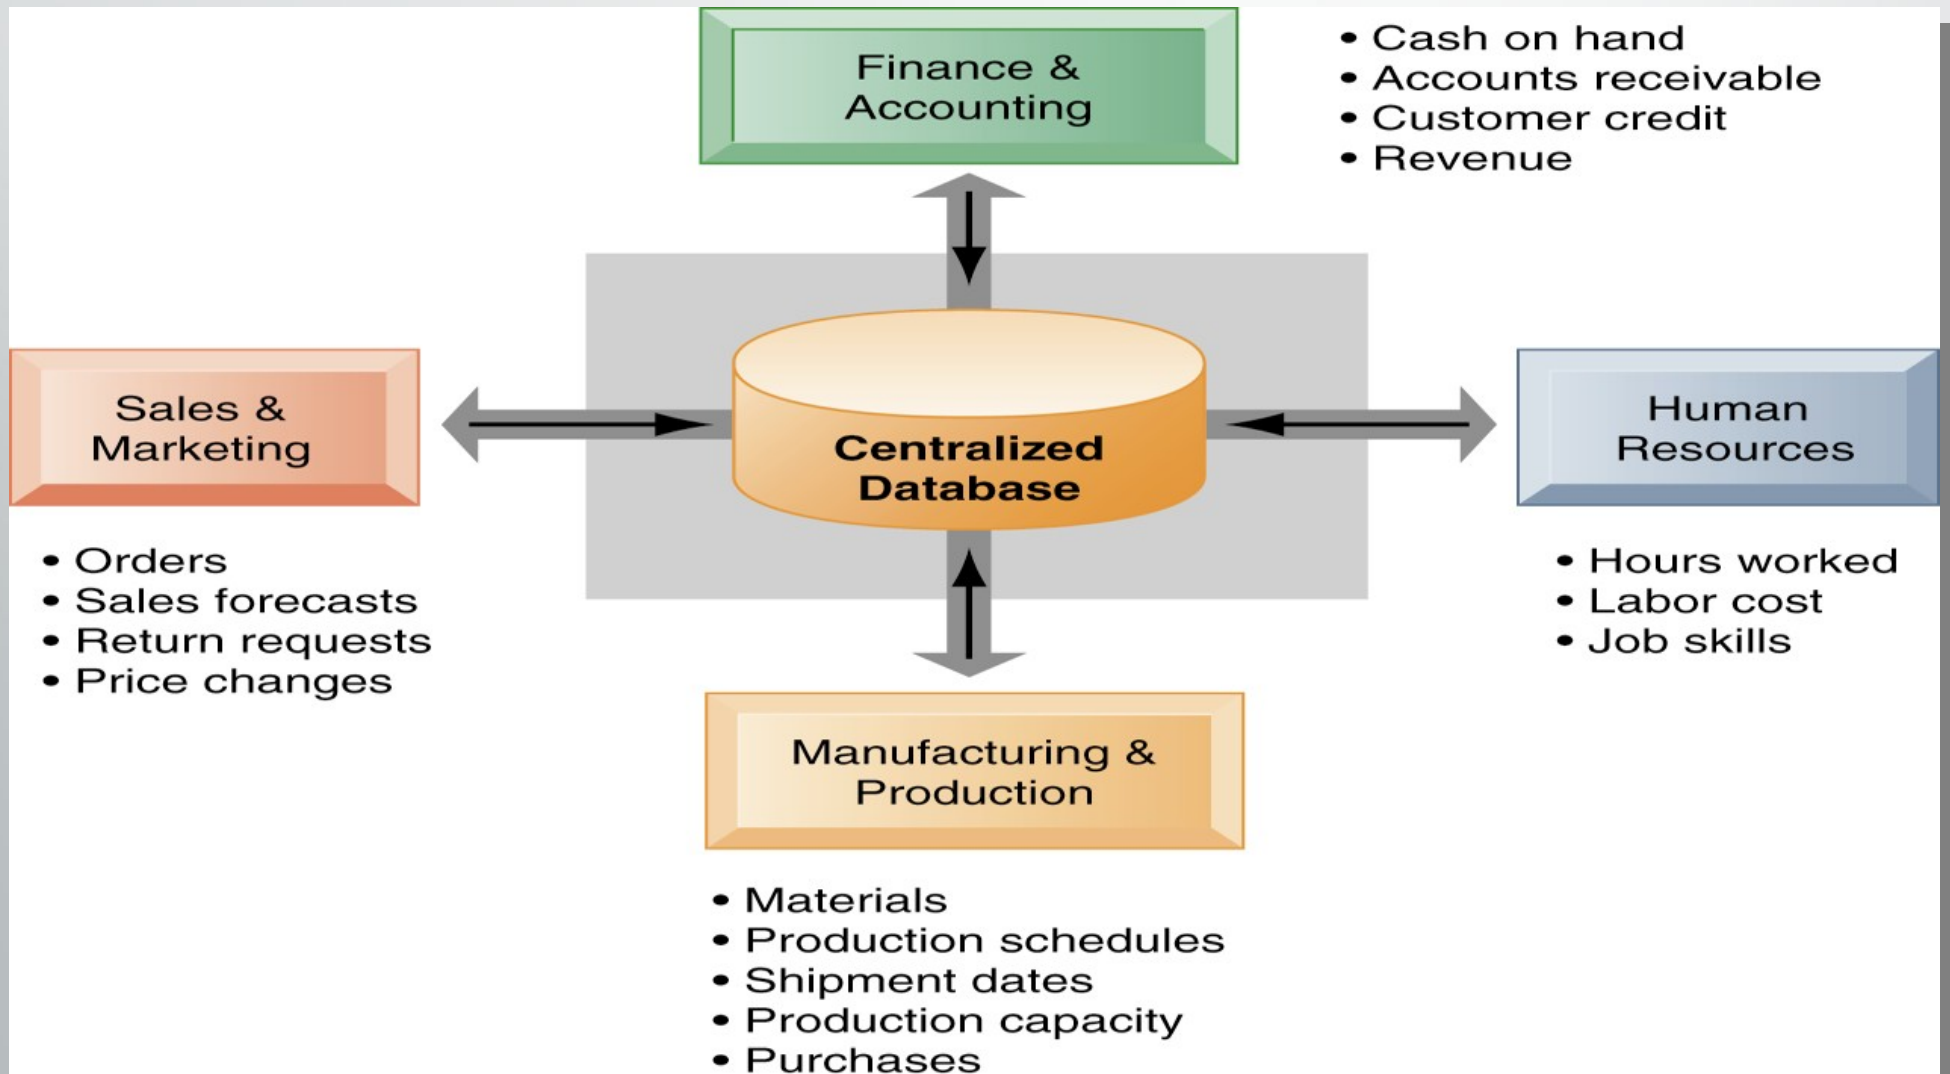 Finance &
Accounting
• Cash on hand
• Accounts receivable
• Customer credit
• Revenue
Sales &
Marketing
• Orders
• Sales forecasts
• Return requests
• Price changes
Centralized
Database
Human
Resources
• Hours worked
• Labor cost
• Job skills
Manufacturing &
Production
• Materials
• Production schedules
• Shipment dates
• Production capacity
• Purchases